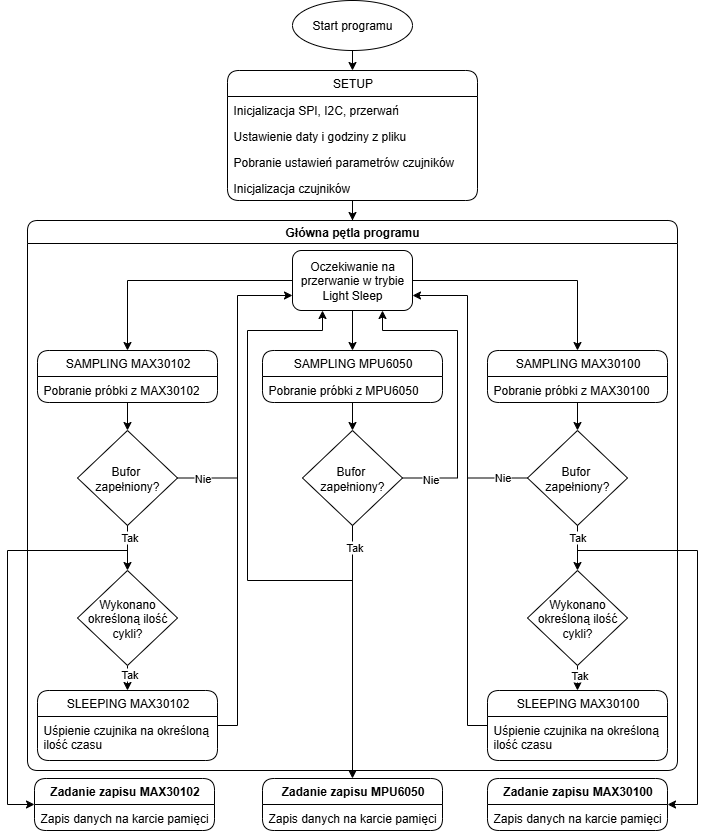 Start programu
SETUP
Inicjalizacja SPI, I2C, przerwań
Ustawienie daty i godziny z pliku
Pobranie ustawień parametrów czujników
Inicjalizacja czujników
Główna pętla programu
Oczekiwanie na
przerwanie w trybie
Light Sleep
SAMPLING MAX30102
Pobranie próbki z MAX30102
SAMPLING MPU6050
Pobranie próbki z MPU6050
SAMPLING MAX30100
Pobranie próbki z MAX30100
Bufor
zapełniony?
Nie
Bufor
zapełniony?
Nie
Nie
Bufor
zapełniony?
Tak
Tak
Tak
Wykonano
określoną ilość
cykli?
Wykonano
określoną ilość
cykli?
Tak
Tak
SLEEPING MAX30102
Uśpienie czujnika na określoną
ilość czasu
SLEEPING MAX30100
Uśpienie czujnika na określoną
ilość czasu
Zadanie zapisu MAX30102
Zapis danych na karcie pamięci
Zadanie zapisu MPU6050
Zapis danych na karcie pamięci
Zadanie zapisu MAX30100
Zapis danych na karcie pamięci